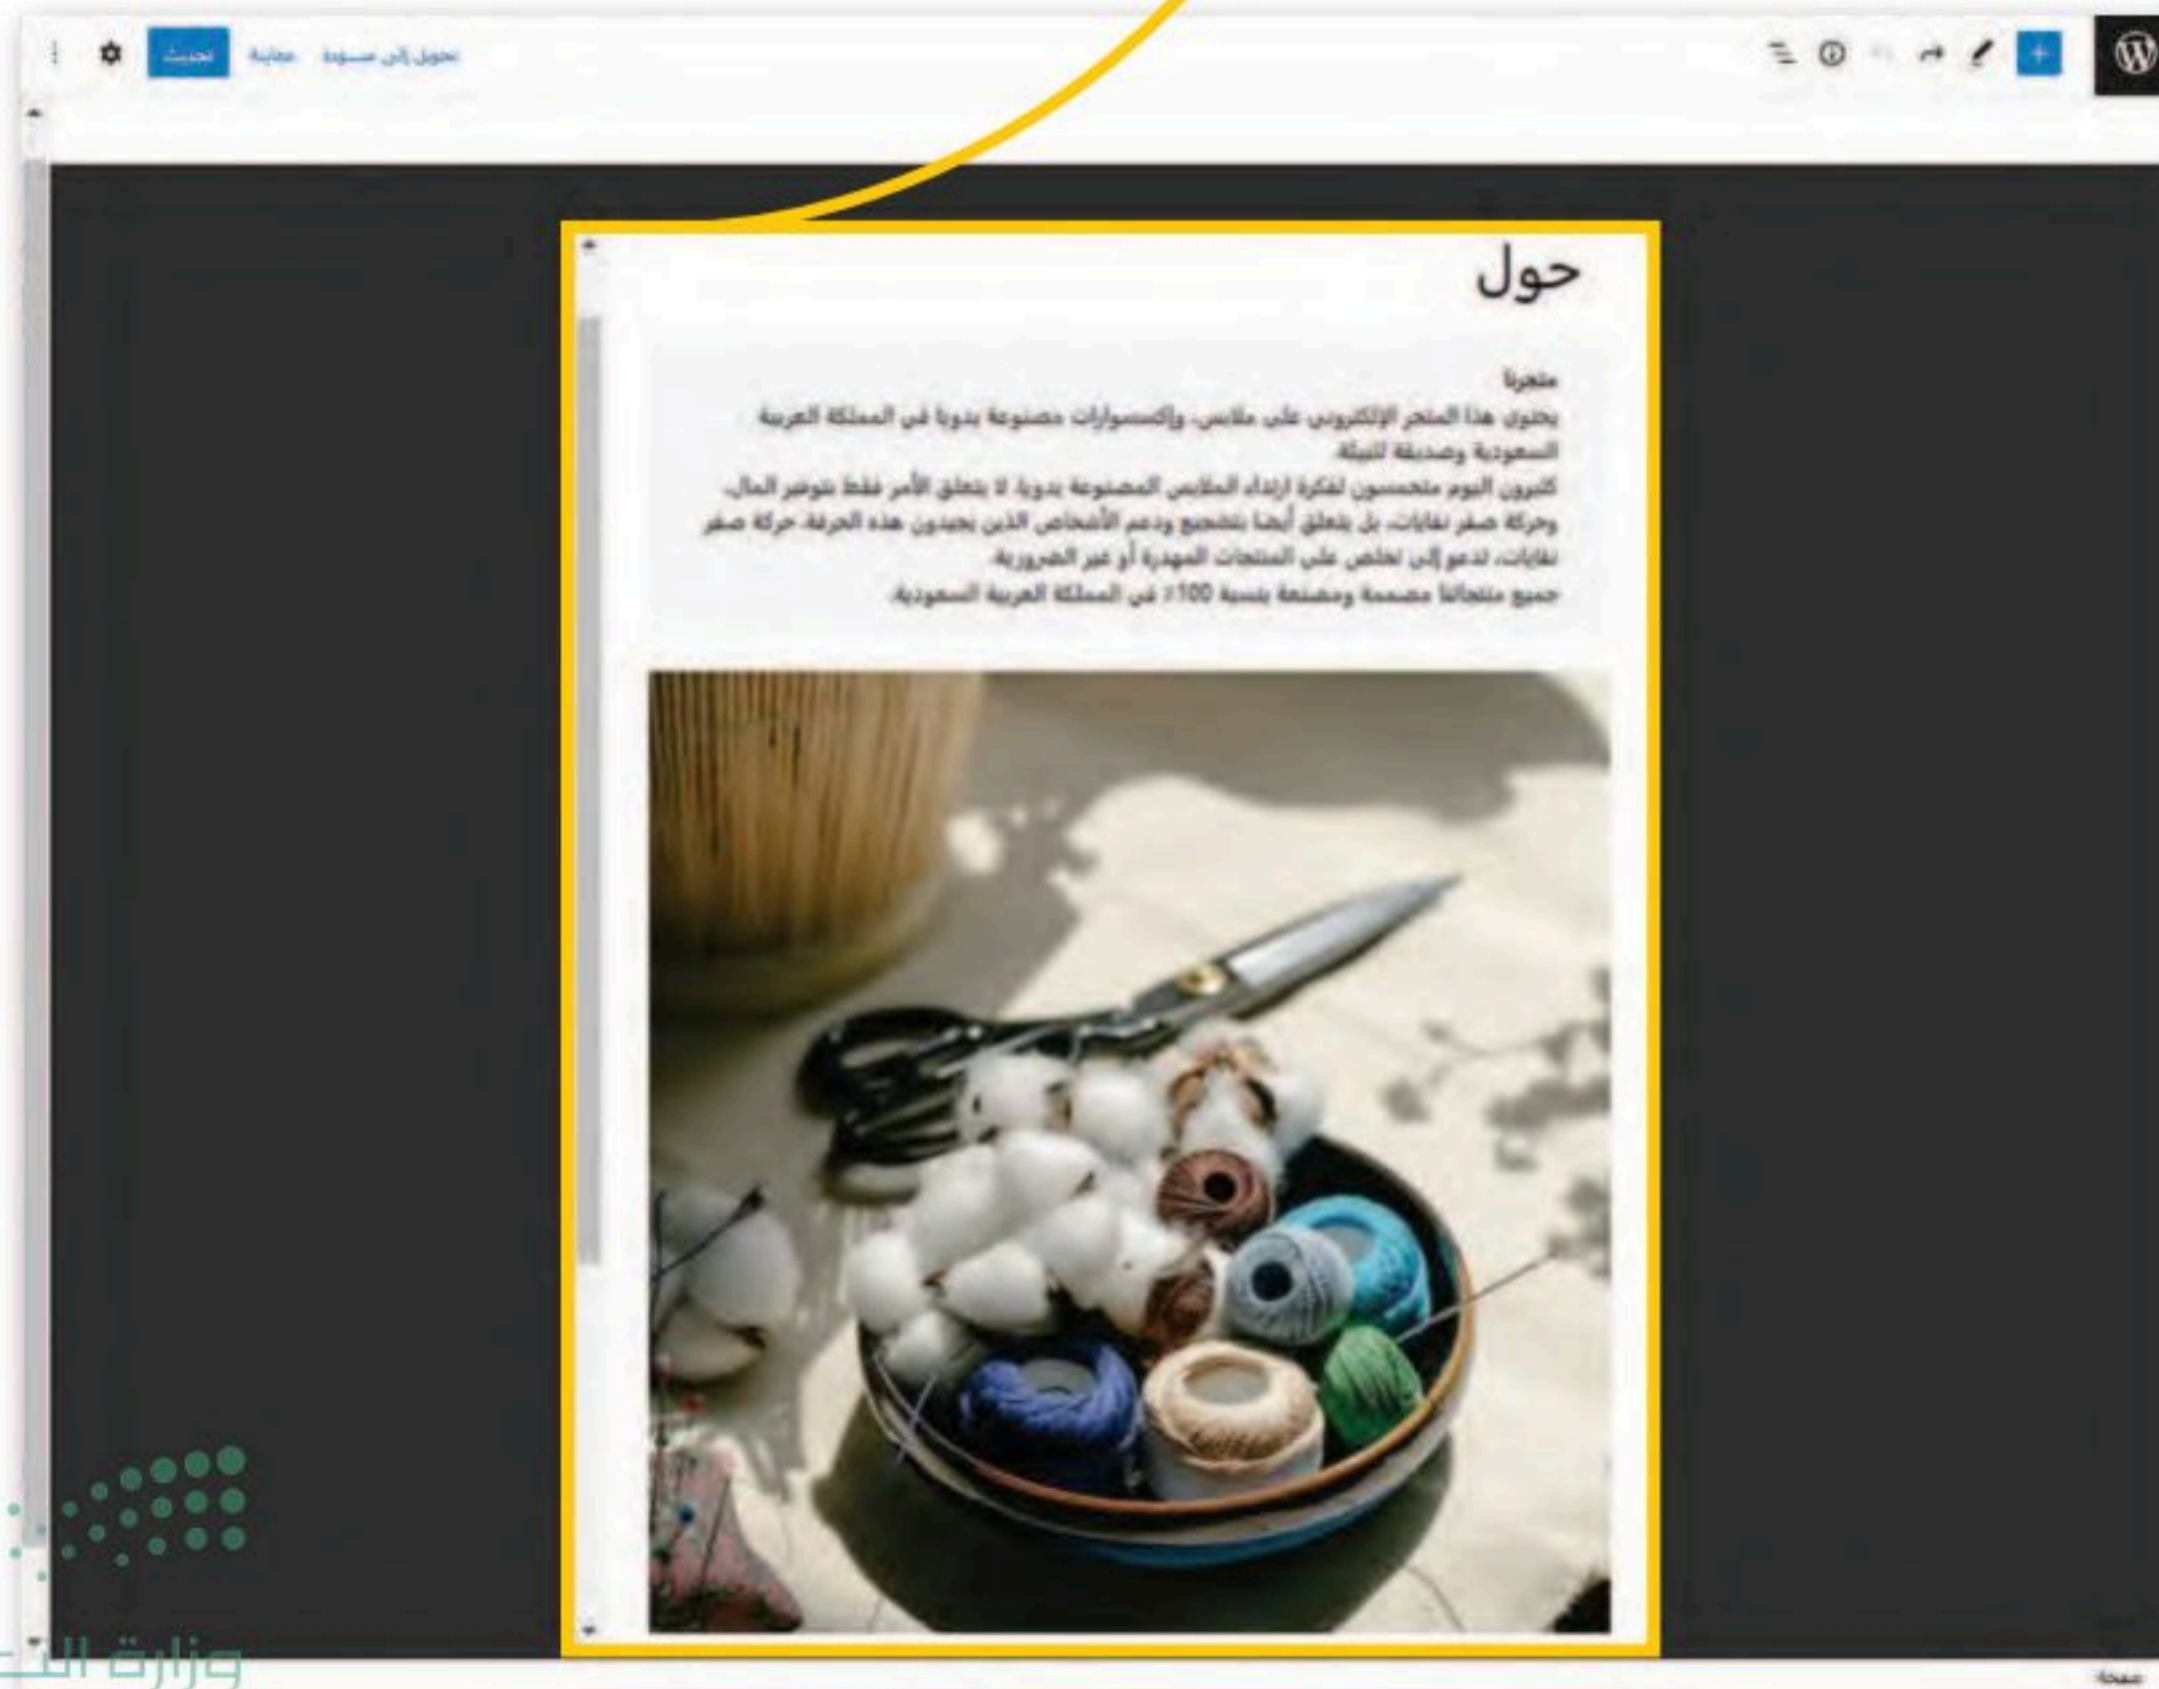 تحويل إلى مسودة معاينة تحديث
حول
متجرنا
يحتوي هذا المتجر الإلكتروني على ملابس، وإكسسوارات مصنوعة يدويا في المملكة العربية
السعودية وصديقة للبيئة.
كثيرون اليوم متحمسون لفكرة ارتداء الملابس المصنوعة يدويا. لا يتعلق الأمر فقط بتوفير المال،
وحركة صفر نفايات، بل يتعلق أيضا بتشجيع ودعم الأشخاص الذين يجيدون هذه الحرفة. حركة صفر
نفايات، تدعو إلى تخلص على المنتجات المهدرة أو غير الضرورية.
جميع منتجاتنا مصممة ومصنعة بنسبة 100٪ في المملكة العربية السعودية.
صفحة
وزارة